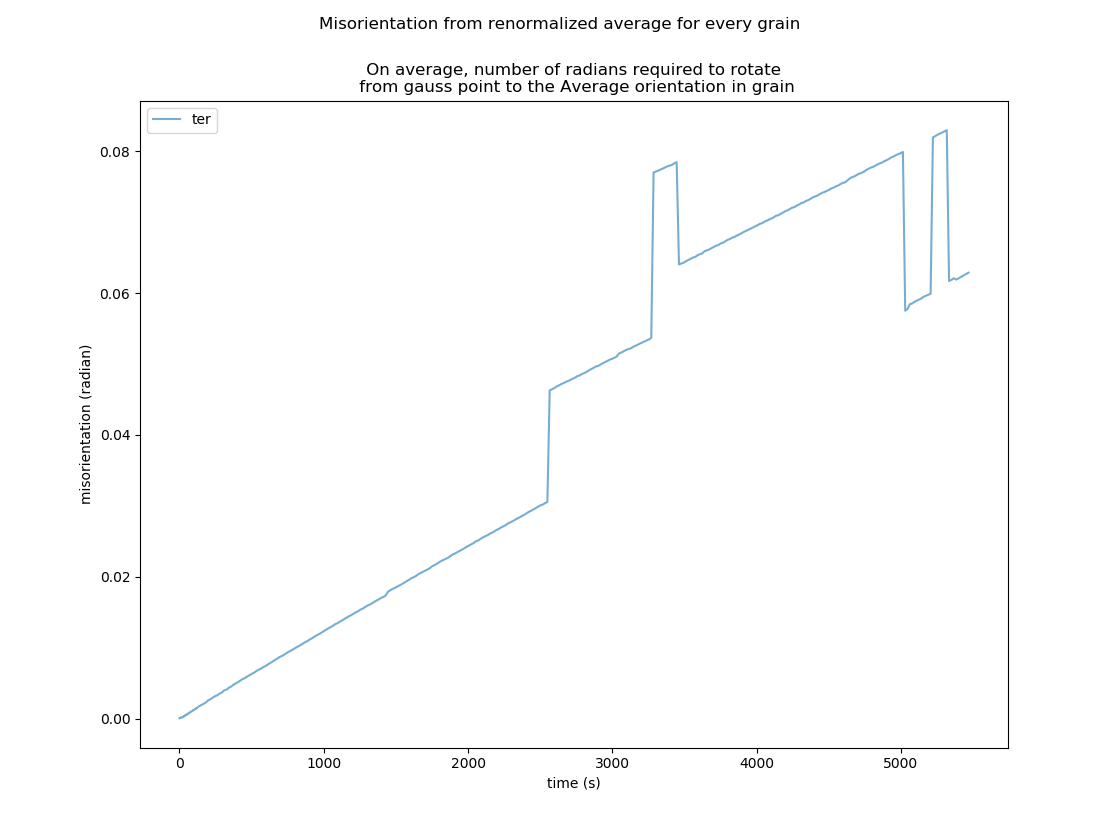 Misorientation from renormalized average for every grain
On average, number of radians required to rotate
from gauss point to the Average orientation in grain
ter
0.08
0.06
0.04
0.02
0.00
misorientation (radian)
0 1000 2000 3000 4000 5000
time (s)